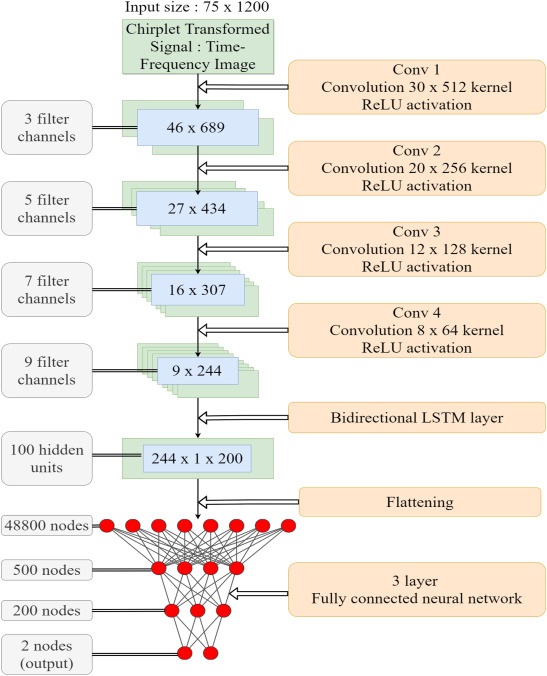 Input size : 75 x 1200
Chirplet Transformed
Signal : Time-
Frequency Image
Conv 1
Convolution 30 x 512 kernel
ReLU activation
3 filter
channels
46 x 689
Conv 2
Convolution 20 x 256 kernel
ReLU activation
5 filter
channels
27 x 434
Conv 3
Convolution 12 x 128 kernel
ReLU activation
7 filter
channels
16 x 307
Conv 4
Convolution 8 x 64 kernel
ReLU activation
9 filter
channels
9 x 244
Bidirectional LSTM layer
100 hidden
units
244 x 1 x 200
Flattening
48800 nodes
500 nodes
3 layer
Fully connected neural network
200 nodes
2 nodes
(output)